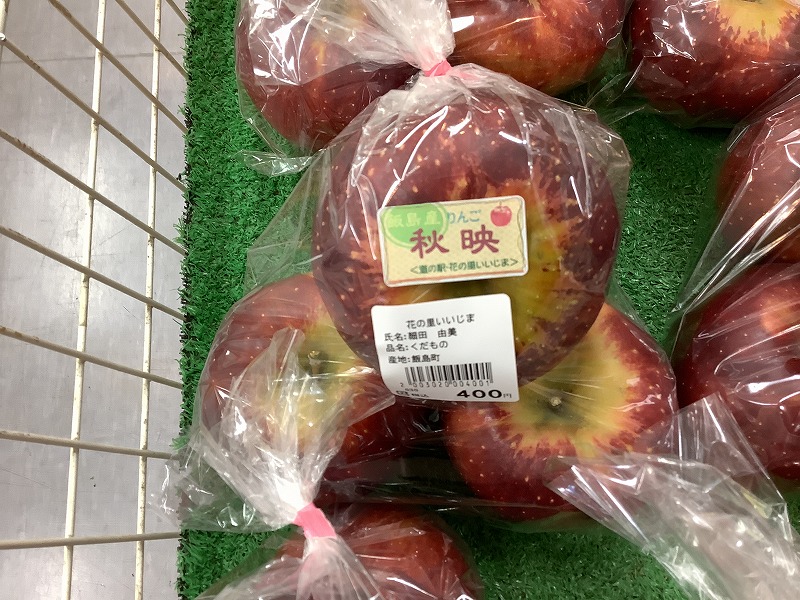 飯島産りんご
秋映
<道の駅・花の里いいじま>
花の里いいじま
氏名:細田 由美
品名:くだもの
産地:飯島町
2003020004001
400円